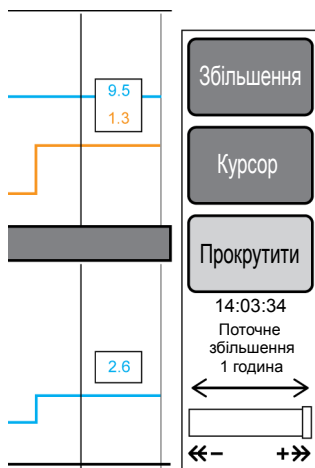 9.5
1.3
2.6
Збільшення
Курсор
Прокрутити
14:03:34
Поточне
збільшення
1 година
− +